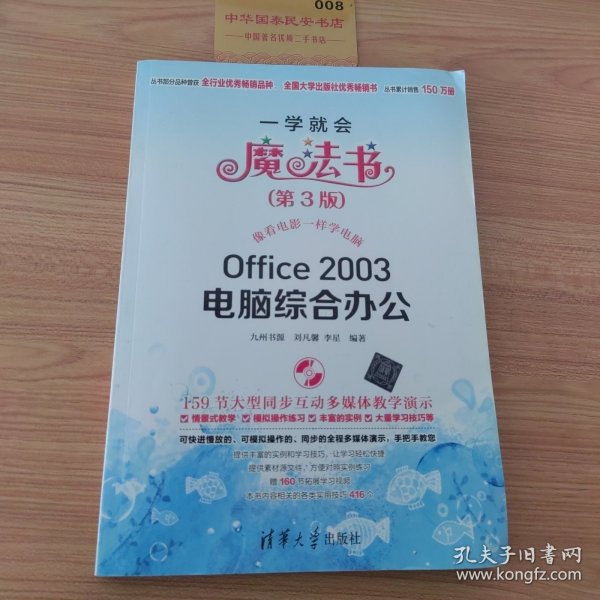 008
中华国泰民安书店
中国著名优质二手书店
丛书部分品种曾获 全行业优秀畅销品种、全国大学出版社优秀畅销书 丛书累计销售 150 万册
一学就会
魔法书
(第3版)
像看电影一样学电脑
Office 2003
电脑综合办公
九州书源 刘凡馨 李星 编著
159 节大型同步互动多媒体教学演示
情景式教学 模拟操作练习 丰富的实例 大量学习技巧等
可快进慢放的、可模拟操作的、同步的全程多媒体演示，手把手教您
提供丰富的实例和学习技巧，让学习轻松快捷
提供素材源文件，方便对照实例练习
赠 160 节拓展学习视频
本书内容相关的各类实用技巧 416 个
清华大学出版社
孔夫子旧书网
www.kongfz.com